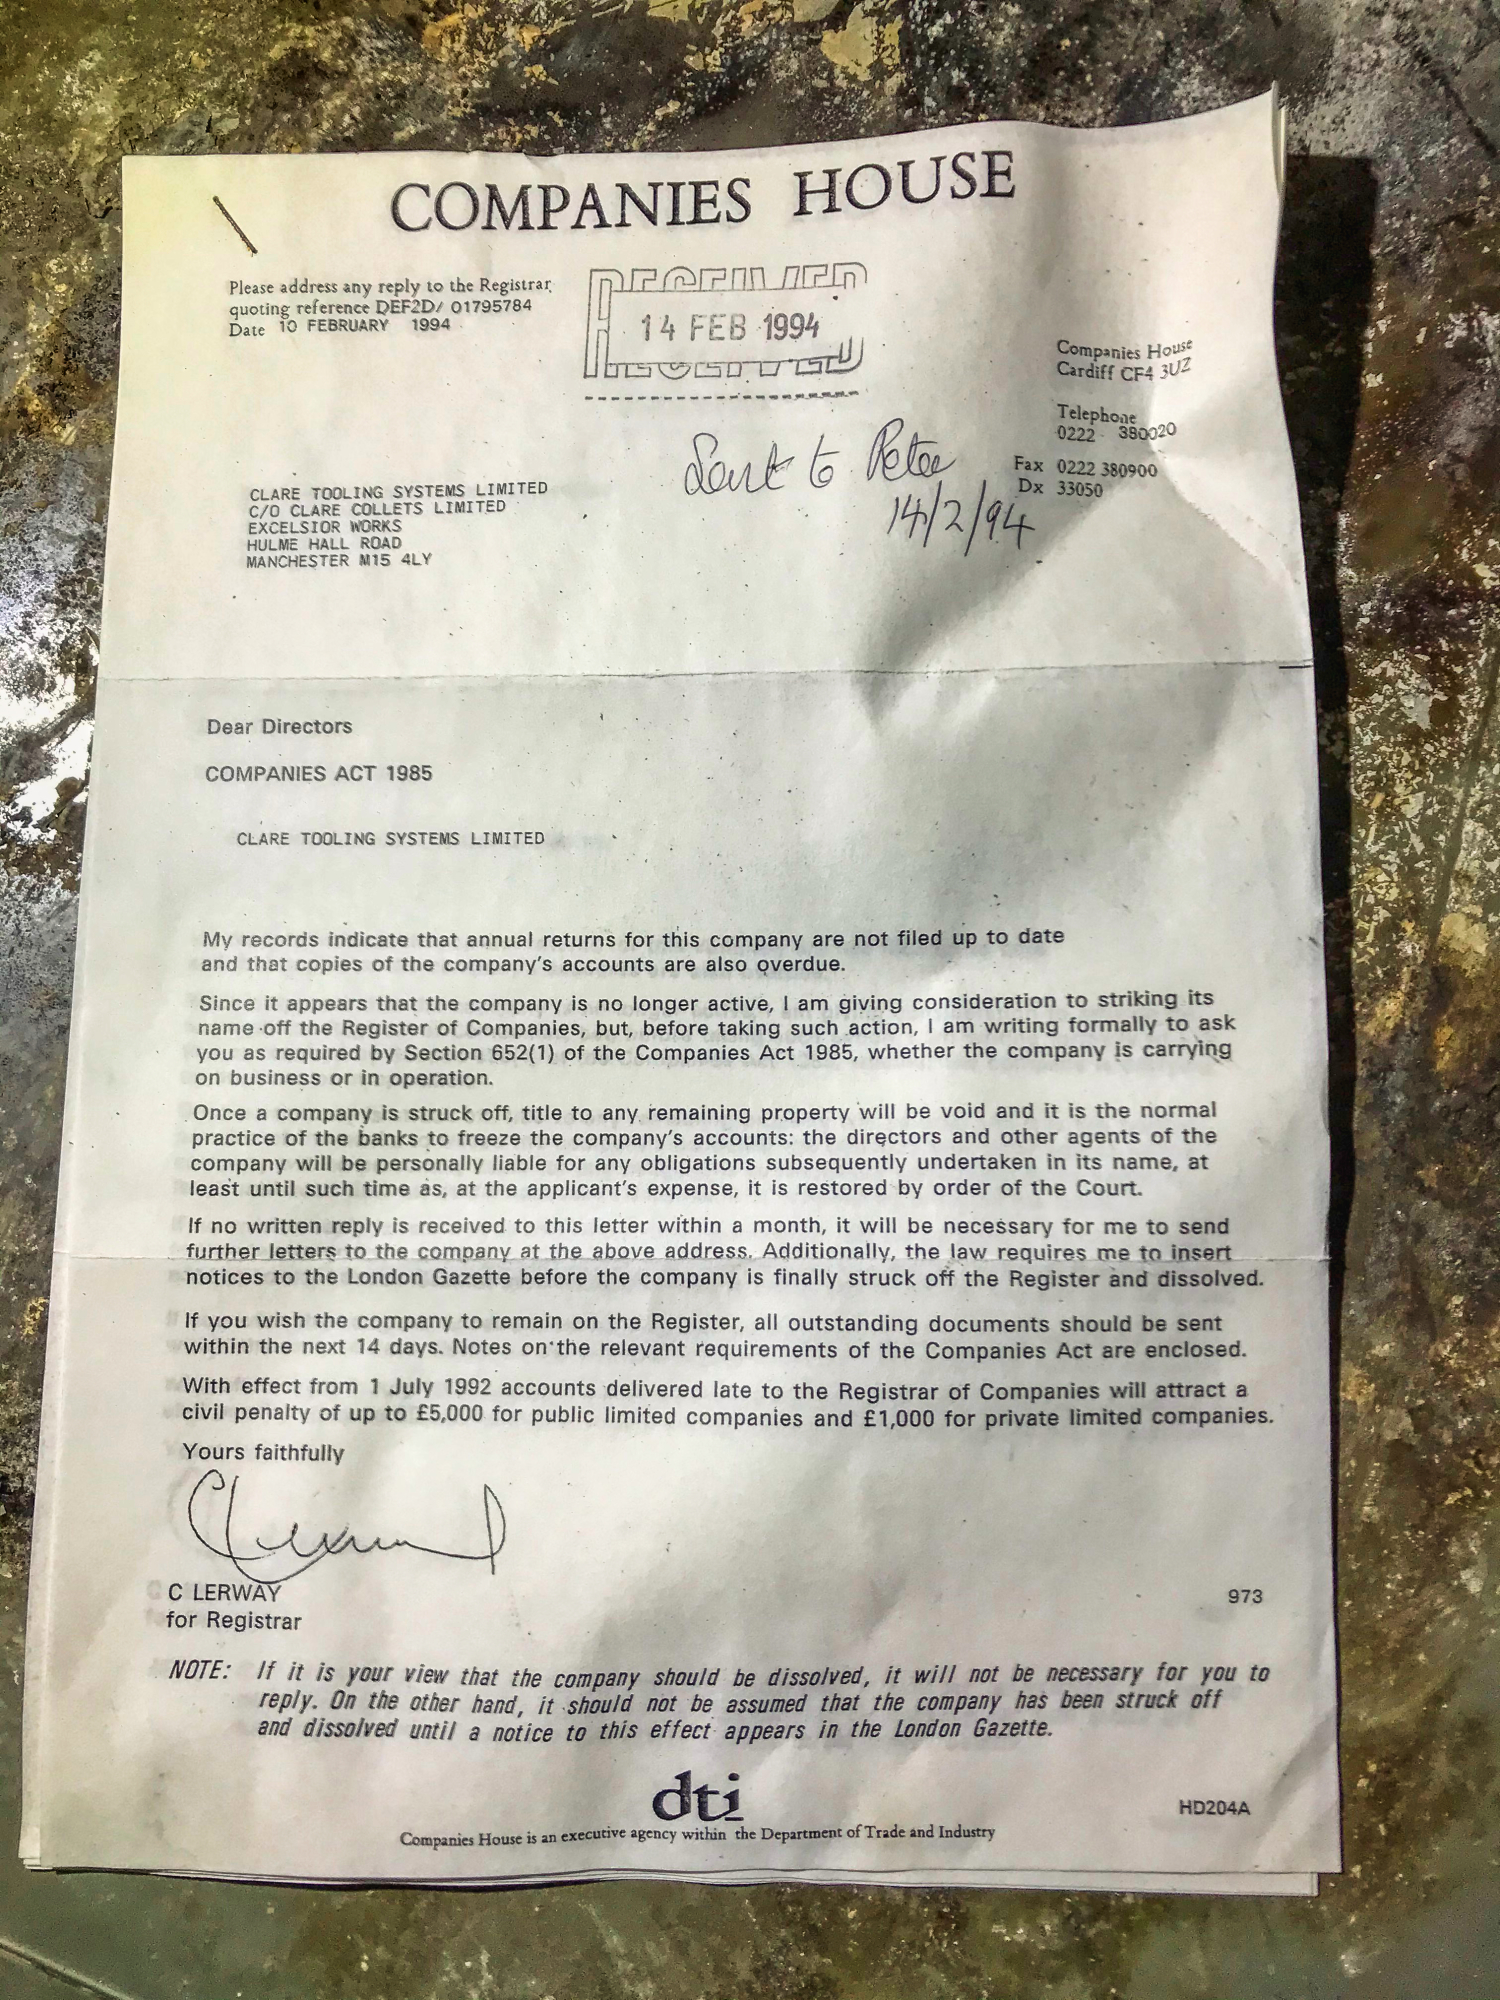 COMPANIES HOUSE
Please address any reply to the Registrar,
quoting reference DEF2D/ 01795784
Date 10 FEBRUARY 1994
RECEIVED
14 FEB 1994
RECEIVED
Companies House
Cardiff CF4 3UZ
Telephone
0222 380020
Fax 0222 380900
Dx 33050
Sent to Peter
14/2/94
CLARE TOOLING SYSTEMS LIMITED
C/O CLARE COLLETS LIMITED
EXCELSIOR WORKS
HULME HALL ROAD
MANCHESTER M15 4LY
Dear Directors
COMPANIES ACT 1985
CLARE TOOLING SYSTEMS LIMITED
My records indicate that annual returns for this company are not filed up to date
and that copies of the company's accounts are also overdue.
Since it appears that the company is no longer active, I am giving consideration to striking its
name off the Register of Companies, but, before taking such action, I am writing formally to ask
you as required by Section 652(1) of the Companies Act 1985, whether the company is carrying
on business or in operation.
Once a company is struck off, title to any remaining property will be void and it is the normal
practice of the banks to freeze the company's accounts: the directors and other agents of the
company will be personally liable for any obligations subsequently undertaken in its name, at
least until such time as, at the applicant's expense, it is restored by order of the Court.
If no written reply is received to this letter within a month, it will be necessary for me to send
further letters to the company at the above address. Additionally, the law requires me to insert
notices to the London Gazette before the company is finally struck off the Register and dissolved.
If you wish the company to remain on the Register, all outstanding documents should be sent
within the next 14 days. Notes on the relevant requirements of the Companies Act are enclosed.
With effect from 1 July 1992 accounts delivered late to the Registrar of Companies will attract a
civil penalty of up to £5,000 for public limited companies and £1,000 for private limited companies.
Yours faithfully
C LERWAY
for Registrar
973
NOTE: If it is your view that the company should be dissolved, it will not be necessary for you to
reply. On the other hand, it should not be assumed that the company has been struck off
and dissolved until a notice to this effect appears in the London Gazette.
dti
HD204A
Companies House is an executive agency within the Department of Trade and Industry